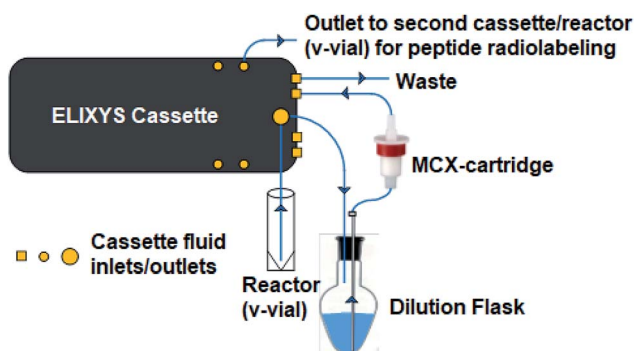 Outlet to second cassette/reactor
(v-vial) for peptide radiolabeling
Waste
ELIXYS Cassette
MCX-cartridge
Cassette fluid
inlets/outlets
Reactor
(v-vial)
Dilution Flask